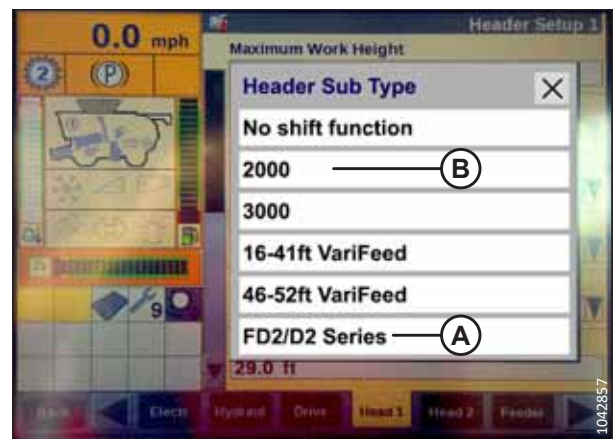 0.0 mph
Header Setup 1
Maximum Work Height
2
P
Header Sub Type
No shift function
2000
B
3000
16-41ft VariFeed
46-52ft VariFeed
FD2/D2 Series
A
9
29.0 ft
Back
Electr
Hydraul
Drive
Head 1
Head 2
Feeder
1042857